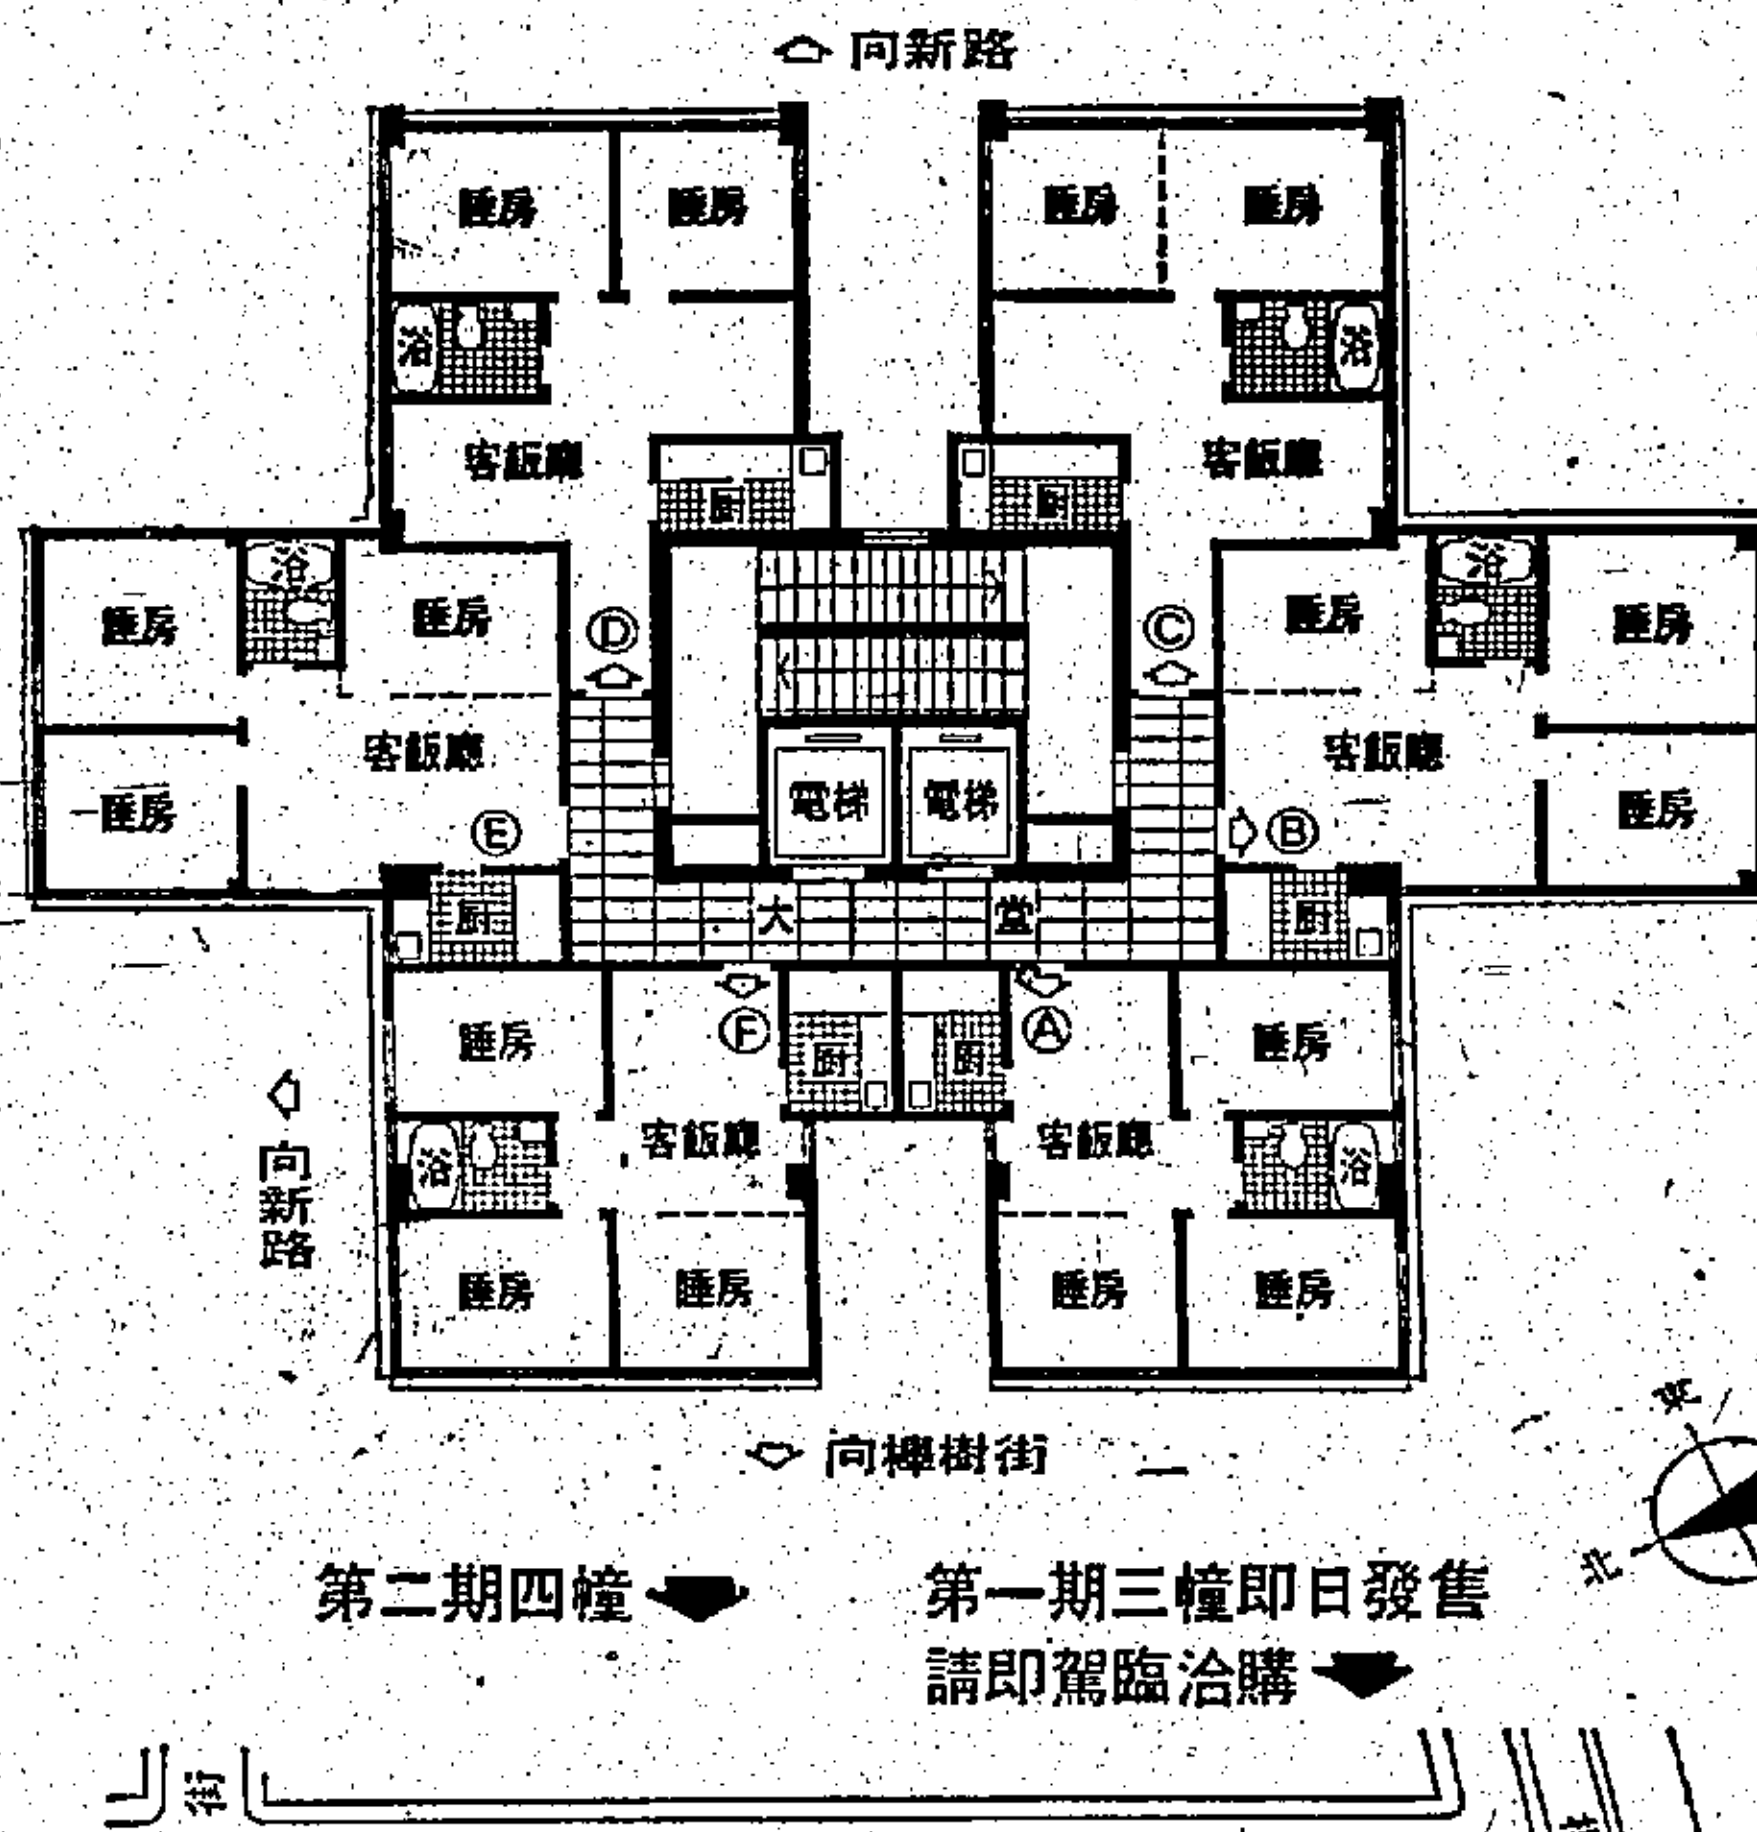 向新路
睡房 睡房 睡房 睡房
浴 浴
客飯廳 客飯廳
廚 廚
浴 浴
睡房 睡房 D C 睡房 睡房
客飯廳 客飯廳
睡房 E 電梯 電梯 B 睡房
廚 大堂 廚
睡房 F 廚 廚 A 睡房
浴 客飯廳 客飯廳 浴
向新路
睡房 睡房 睡房 睡房
向櫸樹街
東
北
第二期四幢
第一期三幢即日發售
請即駕臨洽購
街